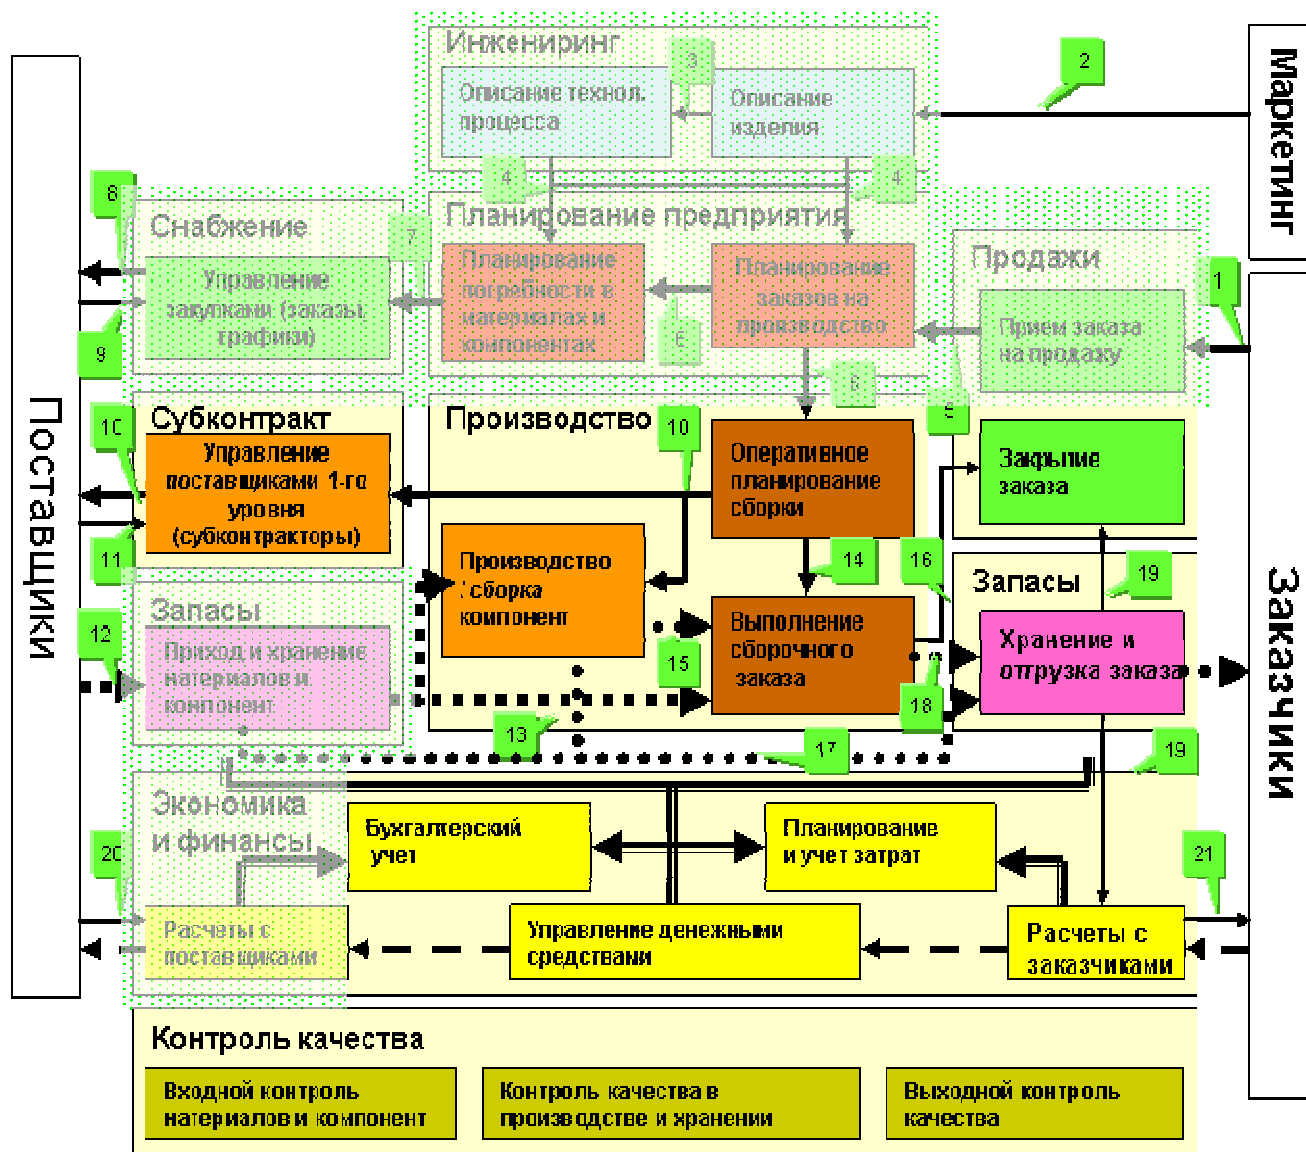 Инжениринг
3
2
Описание технол.
процесса
Описание
изделия
Маркетинг
4
4
8
Снабжение
7
Планирование предприятия
Продажи
1
Управление
закупками (заказы,
графики)
Планирование
потребности в
материалах и
компонентах
Планирование
заказов на
производство
Прием заказа
на продажу
9
6
6
5
Поставщики
Субконтракт
Производство
10
10
Управление
поставщиками 1-го
уровня
(субконтракторы)
Оперативное
планирование
сборки
Закрытие
заказа
11
Производство
сборка
компонент
14
16
19
Запасы
Запасы
Заказчики
12
Приход и хранение
материалов и
компонент
15
Выполнение
сборочного
заказа
Хранение и
отгрузка заказа
18
13
17
19
Экономика
и финансы
Бухгалтерский
учет
Планирование
и учет затрат
20
21
Расчеты с
поставщиками
Управление денежными
средствами
Расчеты с
заказчиками
Контроль качества
Входной контроль
материалов и компонент
Контроль качества в
производстве и хранении
Выходной контроль
качества